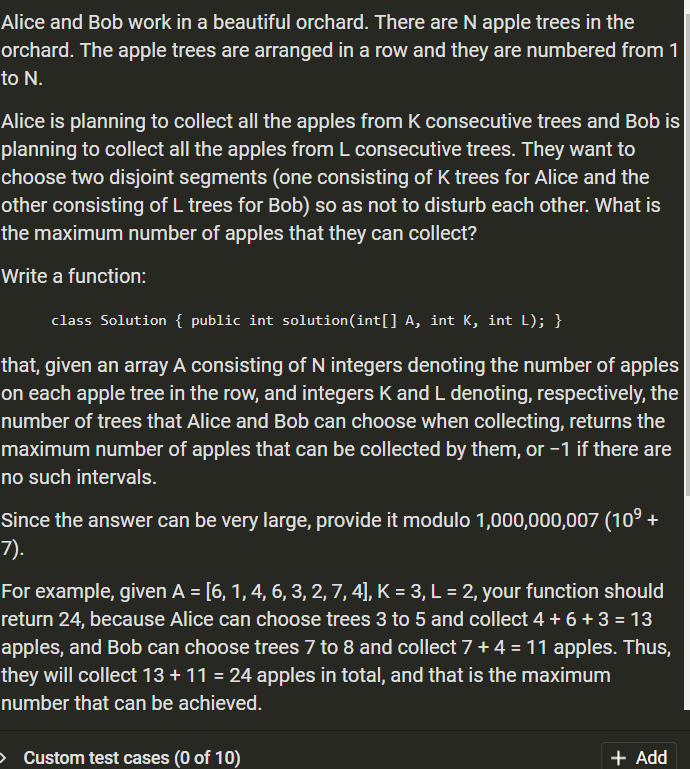 Alice and Bob work in a beautiful orchard. There are N apple trees in the
orchard. The apple trees are arranged in a row and they are numbered from 1
to N.
Alice is planning to collect all the apples from K consecutive trees and Bob is
planning to collect all the apples from L consecutive trees. They want to
choose two disjoint segments (one consisting of K trees for Alice and the
other consisting of L trees for Bob) so as not to disturb each other. What is
the maximum number of apples that they can collect?
Write a function:
class Solution { public int solution(int[] A, int K, int L); }
that, given an array A consisting of N integers denoting the number of apples
on each apple tree in the row, and integers K and L denoting, respectively, the
number of trees that Alice and Bob can choose when collecting, returns the
maximum number of apples that can be collected by them, or −1 if there are
no such intervals.
Since the answer can be very large, provide it modulo 1,000,000,007 (10⁹ +
7).
For example, given A = [6, 1, 4, 6, 3, 2, 7, 4], K = 3, L = 2, your function should
return 24, because Alice can choose trees 3 to 5 and collect 4 + 6 + 3 = 13
apples, and Bob can choose trees 7 to 8 and collect 7 + 4 = 11 apples. Thus,
they will collect 13 + 11 = 24 apples in total, and that is the maximum
number that can be achieved.
Custom test cases (0 of 10) + Add